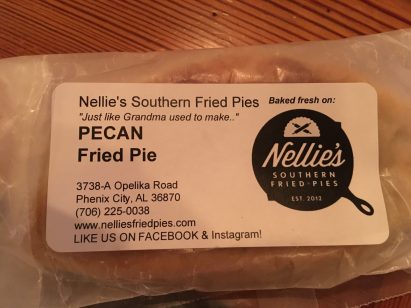 Nellie's Southern Fried Pies
Baked fresh on:
"Just like Grandma used to make.."
PECAN
Fried Pie
3738-A Opelika Road
Phenix City, AL 36870
(706) 225-0038
www.nelliesfriedpies.com
LIKE US ON FACEBOOK & Instagram!
Nellie's
SOUTHERN
FRIED-PIES
EST. 2012